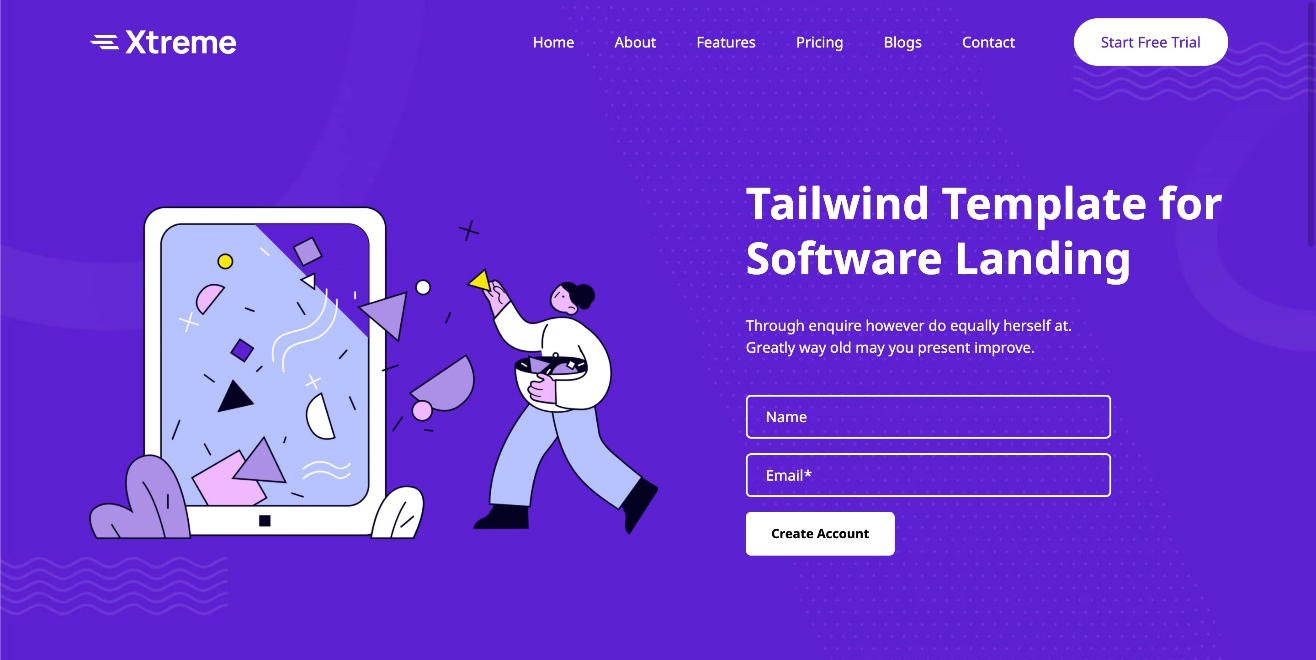 Xtreme
Home About Features Pricing Blogs Contact Start Free Trial
Tailwind Template for
Software Landing
Through enquire however do equally herself at.
Greatly way old may you present improve.
Name
Email*
Create Account